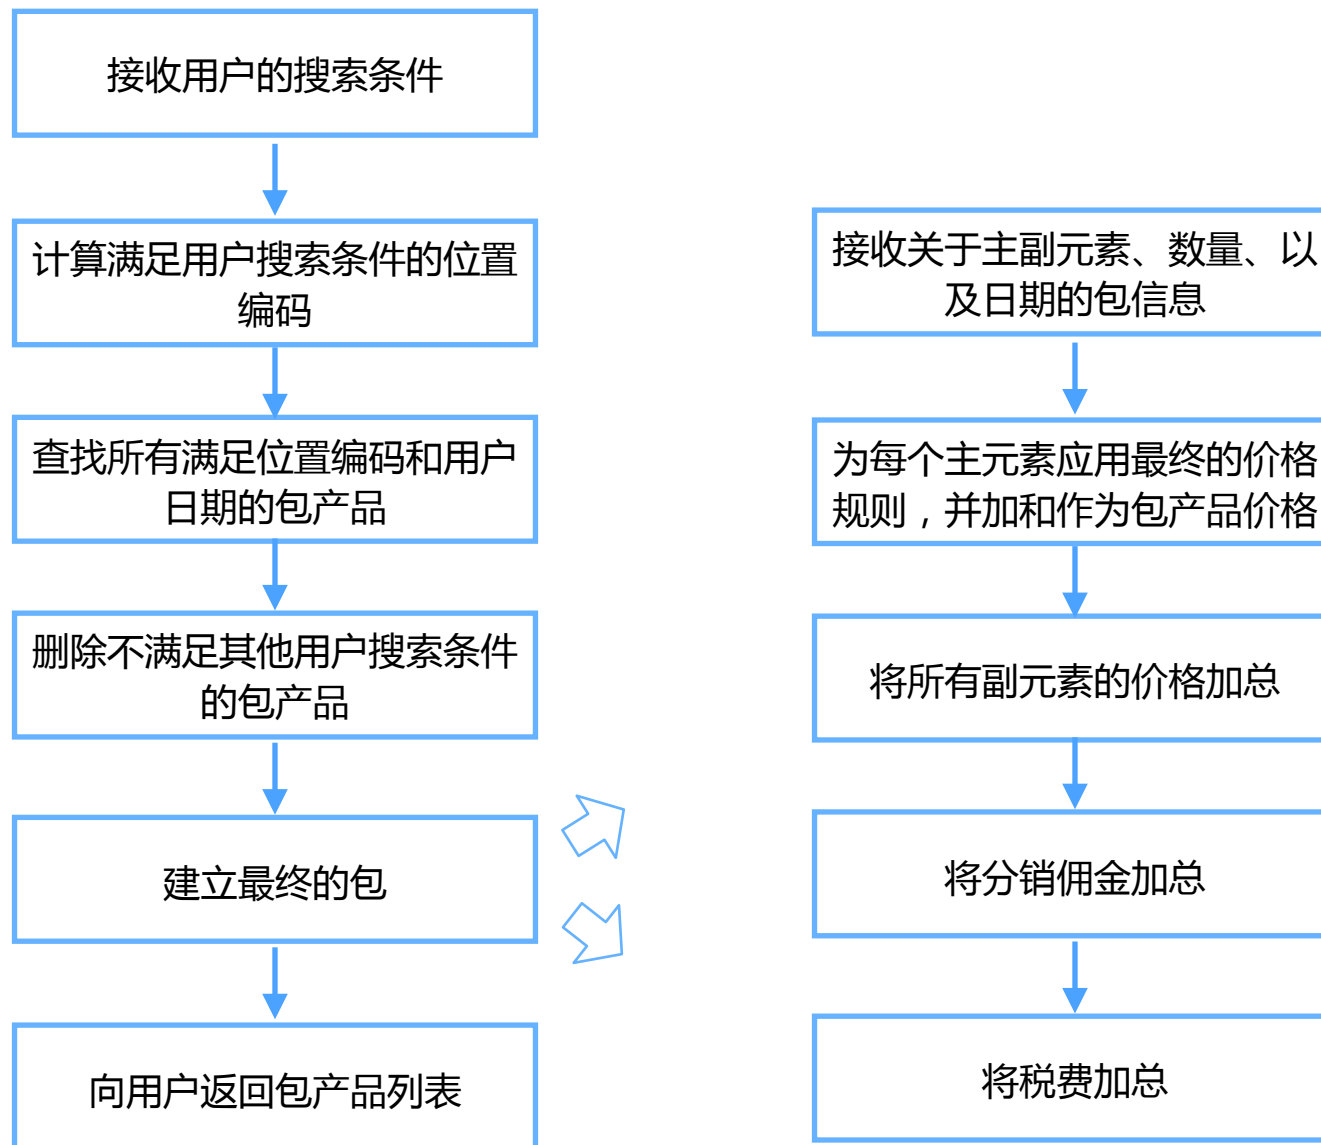 接收用户的搜索条件
计算满足用户搜索条件的位置
编码
查找所有满足位置编码和用户
日期的包产品
删除不满足其他用户搜索条件
的包产品
建立最终的包
向用户返回包产品列表
接收关于主副元素、数量、以
及日期的包信息
为每个主元素应用最终的价格
规则，并加和作为包产品价格
将所有副元素的价格加总
将分销佣金加总
将税费加总